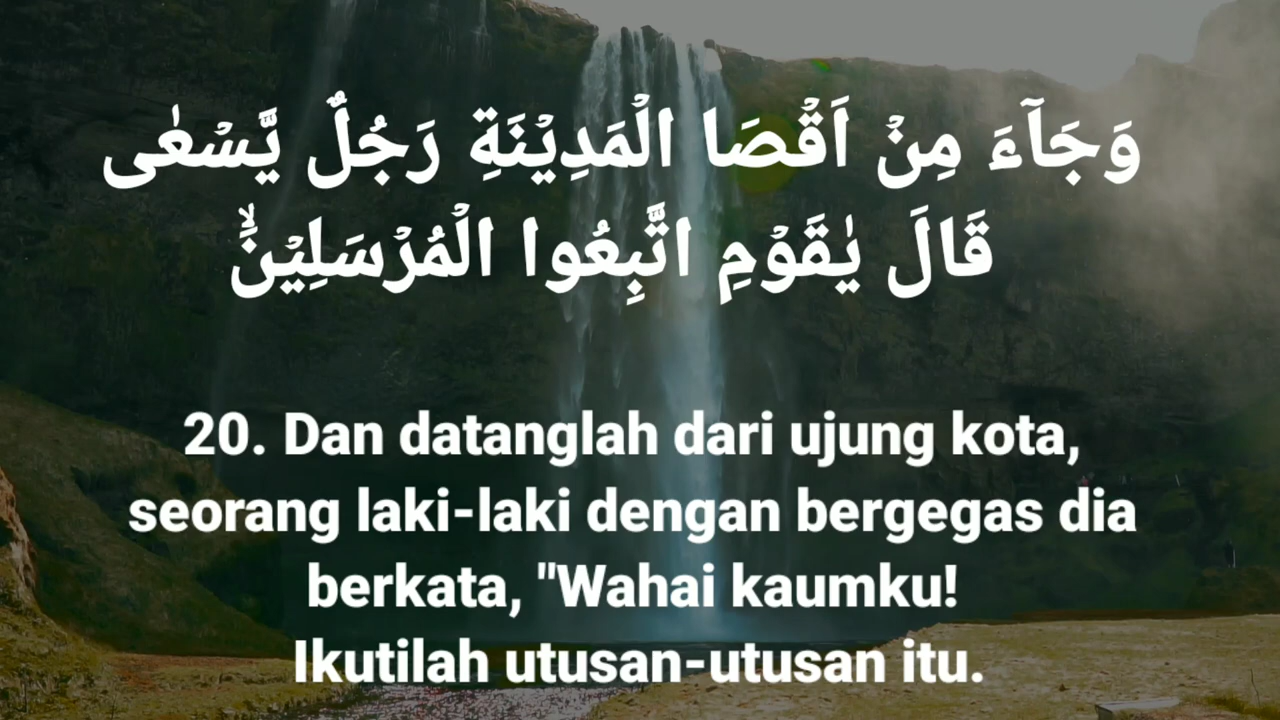 وَجَآءَ مِنْ اَقْصَا الْمَدِيْنَةِ رَجُلٌ يَّسْعٰى
قَالَ يٰقَوْمِ اتَّبِعُوا الْمُرْسَلِيْنَۙ
20. Dan datanglah dari ujung kota,
seorang laki-laki dengan bergegas dia
berkata, "Wahai kaumku!
Ikutilah utusan-utusan itu.